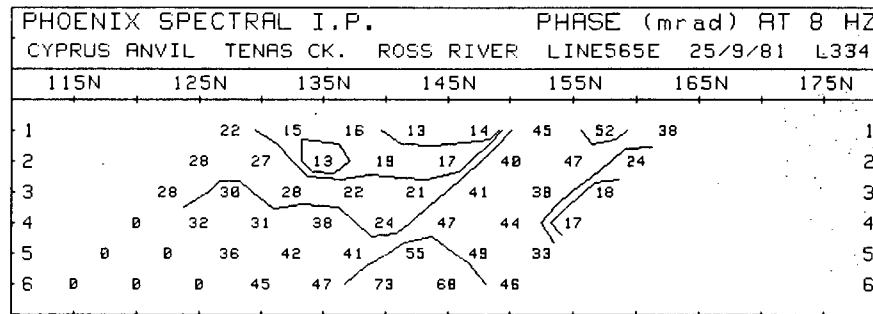 PHOENIX SPECTRAL I.P. PHASE (mrad) AT 8 HZ
CYPRUS ANVIL TENAS CK. ROSS RIVER LINE565E 25/9/81 L334
115N 125N 135N 145N 155N 165N 175N
1 22 15 16 13 14 45 52 38 1
2 28 27 13 19 17 40 47 24 2
3 28 30 28 22 21 41 38 18 3
4 0 32 31 38 24 47 44 17 4
5 0 0 36 42 41 55 49 33 5
6 0 0 0 45 47 73 68 46 6